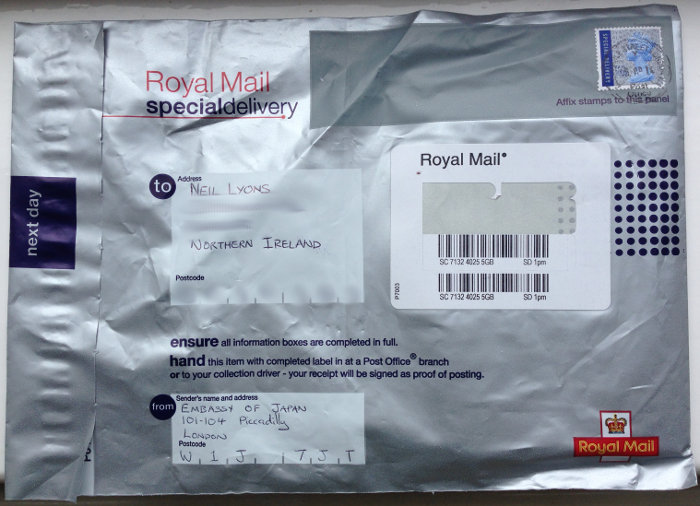 Royal Mail
specialdelivery
SPECIAL DELIVERY
Affix stamps to this panel
next day
to
Address
NEIL LYONS
NORTHERN IRELAND
Postcode
Royal Mail
SC 7132 4025 5GB SD 1pm
SC 7132 4025 5GB SD 1pm
P7003
ensure all information boxes are completed in full.
hand this item with completed label in at a Post Office® branch
or to your collection driver - your receipt will be signed as proof of posting.
from
Sender's name and address
EMBASSY OF JAPAN
101-104 Piccadilly
LONDON
Postcode
W 1 J 7 J T
Royal Mail